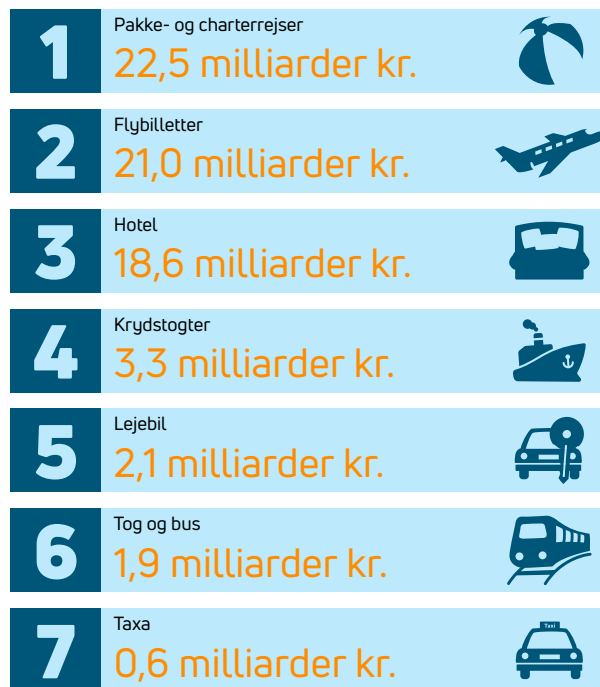 1
Pakke- og charterrejser
22,5 milliarder kr.
2
Flybilletter
21,0 milliarder kr.
3
Hotel
18,6 milliarder kr.
4
Krydstogter
3,3 milliarder kr.
5
Lejebil
2,1 milliarder kr.
6
Tog og bus
1,9 milliarder kr.
7
Taxa
0,6 milliarder kr.
Taxi